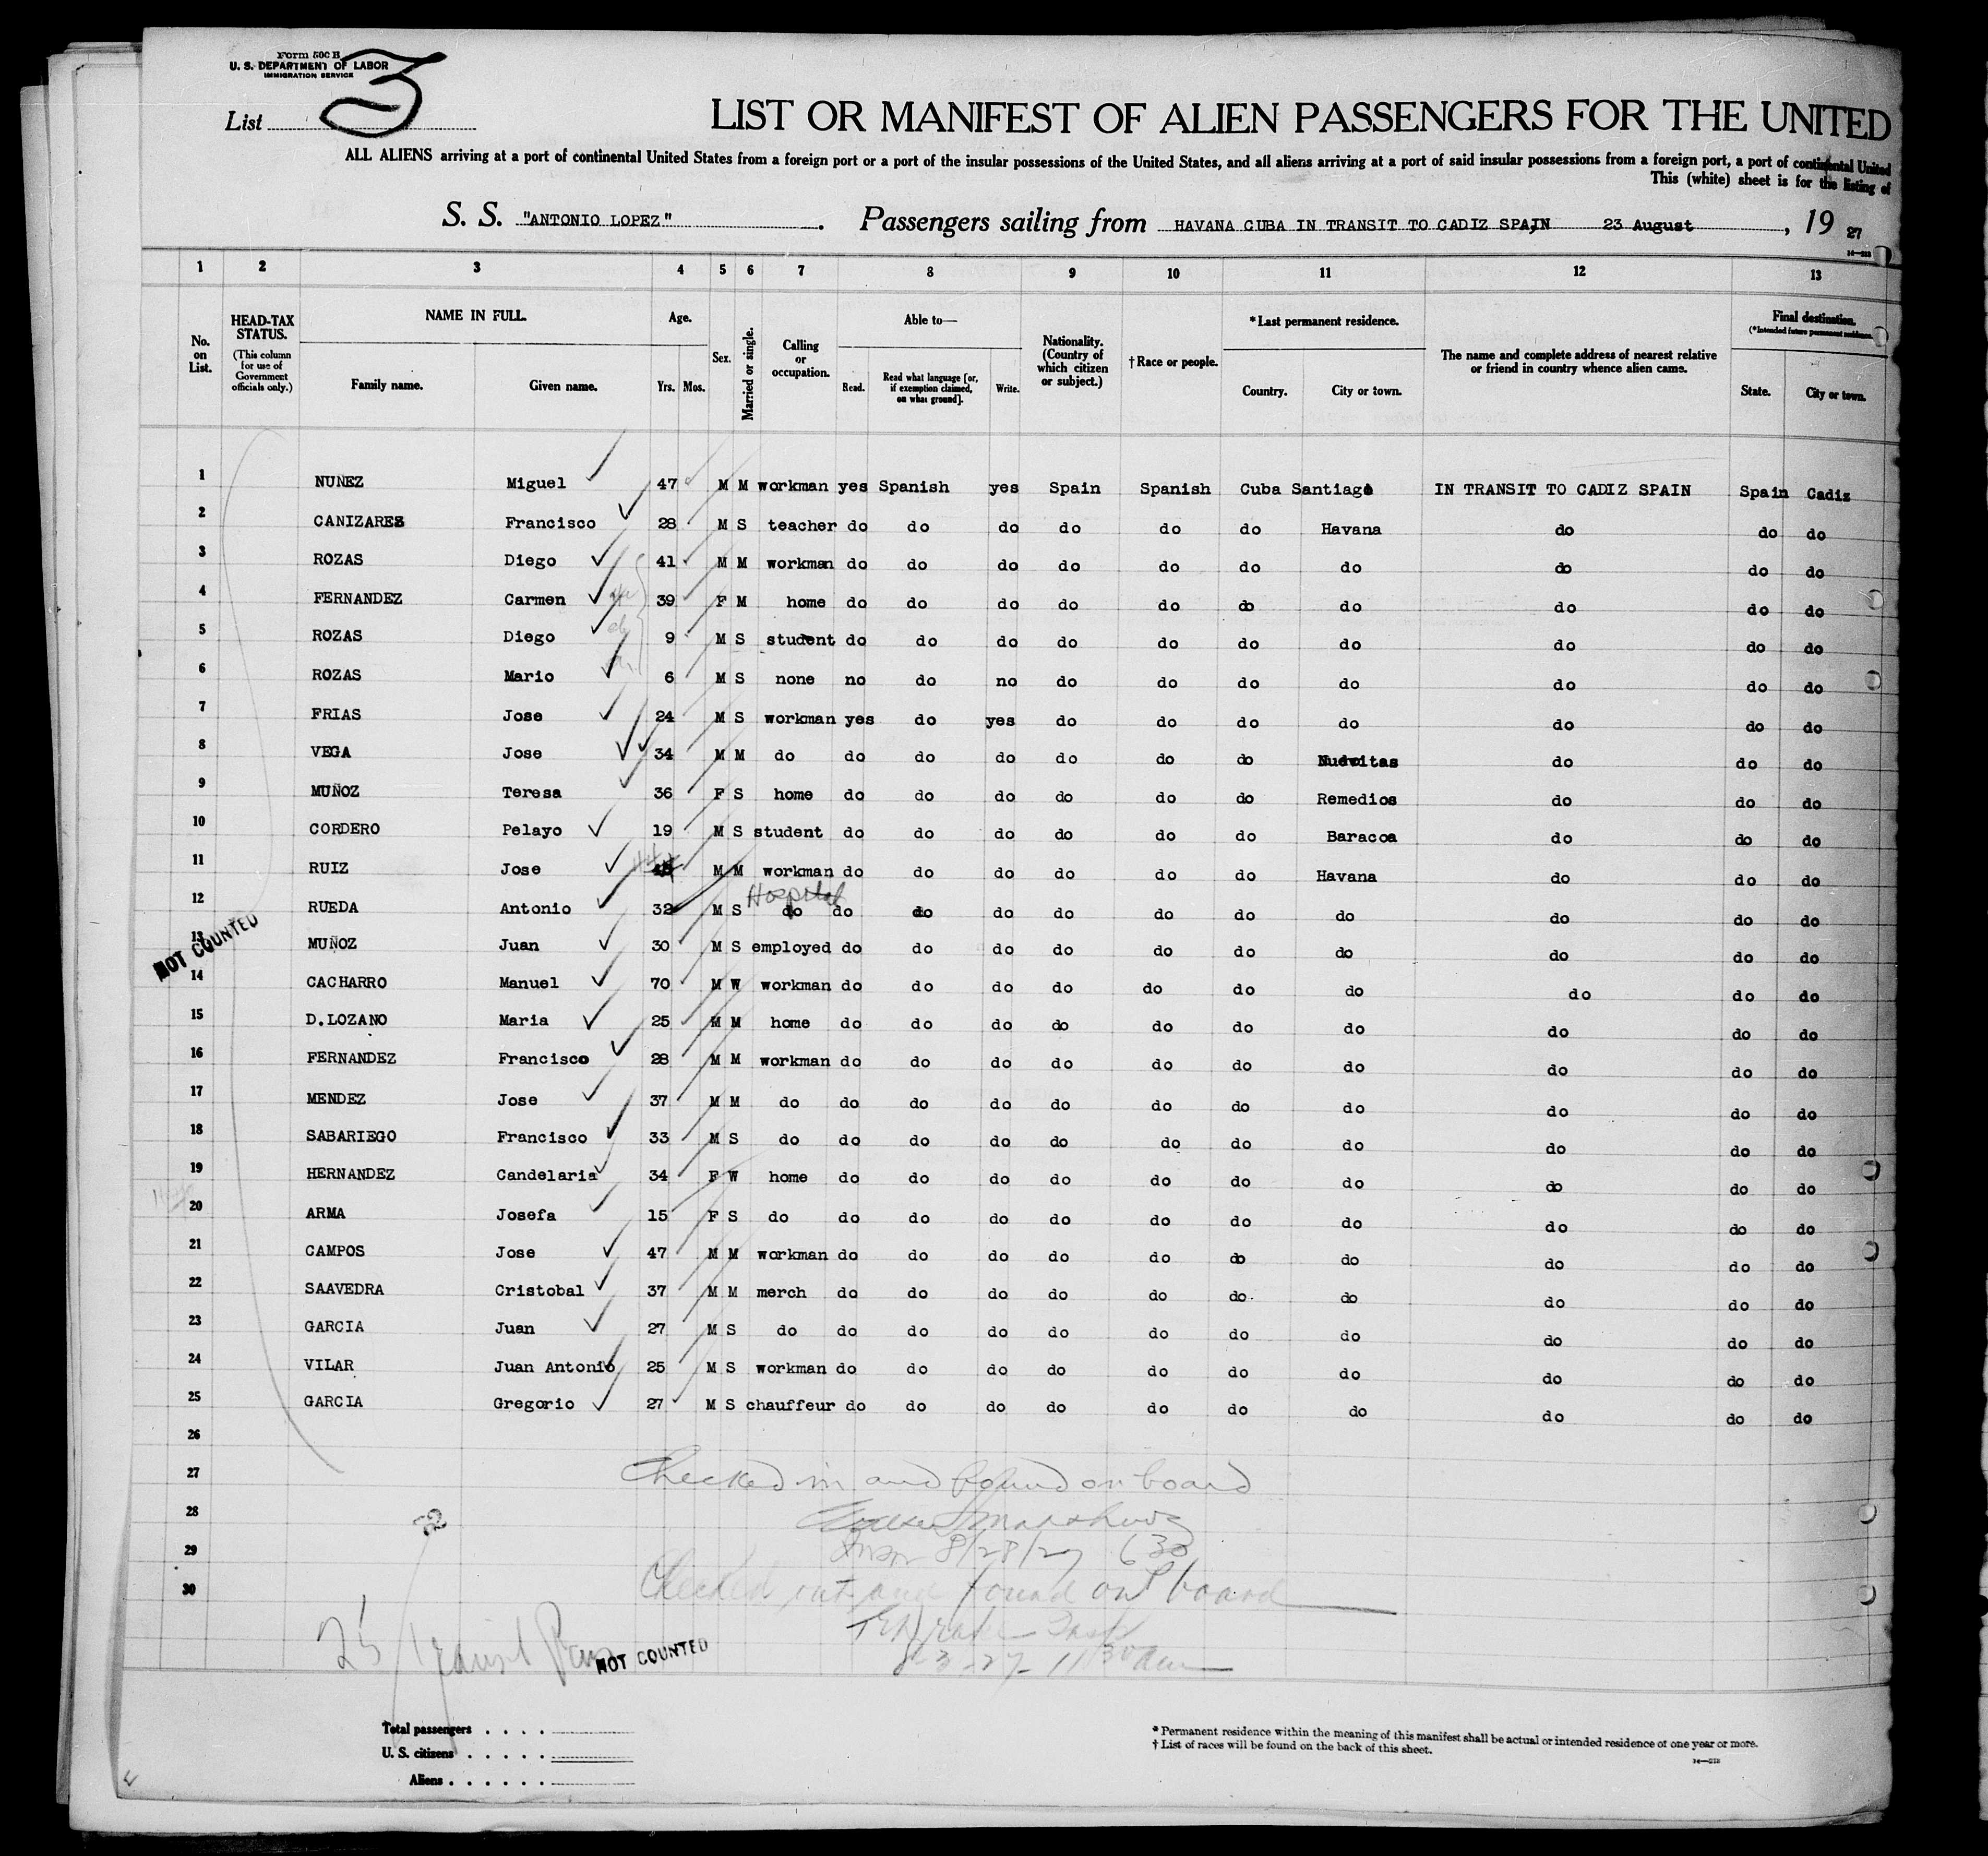 Form 500 B
U. S. DEPARTMENT OF LABOR
IMMIGRATION SERVICE
List 3
LIST OR MANIFEST OF ALIEN PASSENGERS FOR THE UNITED
ALL ALIENS arriving at a port of continental United States from a foreign port or a port of the insular possessions of the United States, and all aliens arriving at a port of said insular possessions from a foreign port, a port of continental United
This (white) sheet is for the listing of
S. S. "ANTONIO LOPEZ" . Passengers sailing from HAVANA CUBA IN TRANSIT TO CADIZ SPAIN 23 August , 19 27
1 2 3 4 5 6 7 8 9 10 11 12 13
No. on List. HEAD-TAX STATUS. (This column for use of Government officials only.) NAME IN FULL. Family name. Given name. Age. Yrs. Mos. Sex. Married or single. Calling or occupation. Able to— Read. Read what language [or, if exemption claimed, on what ground]. Write. Nationality. (Country of which citizen or subject.) † Race or people. * Last permanent residence. Country. City or town. The name and complete address of nearest relative or friend in country whence alien came. Final destination. (* Intended future permanent residence.) State. City or town.
1 NUNEZ Miguel 47 M M workman yes Spanish yes Spain Spanish Cuba Santiago IN TRANSIT TO CADIZ SPAIN Spain Cadiz
2 CANIZARES Francisco 28 M S teacher do do do do do do Havana do do do
3 ROZAS Diego 41 M M workman do do do do do do do do do do
4 FERNANDEZ Carmen 39 F M home do do do do do do do do do do
5 ROZAS Diego 9 M S student do do do do do do do do do do
6 ROZAS Mario 6 M S none no do no do do do do do do do
7 FRIAS Jose 24 M S workman yes do yes do do do do do do do
8 VEGA Jose 34 M M do do do do do do do Nuevitas do do do
9 MUÑOZ Teresa 36 F S home do do do do do do Remedios do do do
10 CORDERO Pelayo 19 M S student do do do do do do Baracoa do do do
11 RUIZ Jose M M workman do do do do do do Havana do do do
Hospital
12 RUEDA Antonio 32 M S do do do do do do do do do do do
13 MUÑOZ Juan 30 M S employed do do do do do do do do do do
NOT COUNTED
14 CACHARRO Manuel 70 M W workman do do do do do do do do do do
15 D.LOZANO Maria 25 M M home do do do do do do do do do do
16 FERNANDEZ Francisco 28 M M workman do do do do do do do do do do
17 MENDEZ Jose 37 M M do do do do do do do do do do do
18 SABARIEGO Francisco 33 M S do do do do do do do do do do do
19 HERNANDEZ Candelaria 34 F W home do do do do do do do do do do
20 ARMA Josefa 15 F S do do do do do do do do do do do
21 CAMPOS Jose 47 M M workman do do do do do do do do do do
22 SAAVEDRA Cristobal 37 M M merch do do do do do do do do do do
23 GARCIA Juan 27 M S do do do do do do do do do do do
24 VILAR Juan Antonio 25 M S workman do do do do do do do do do do
25 GARCIA Gregorio 27 M S chauffeur do do do do do do do do do do
26
27 Checked in and found on board
28
29 8/28/27 6 30
30 Checked out and found on board
25 Transit
NOT COUNTED
11 30 am
Total passengers . . . .
U. S. citizens . . . . .
Aliens . . . . . .
* Permanent residence within the meaning of this manifest shall be actual or intended residence of one year or more.
† List of races will be found on the back of this sheet.